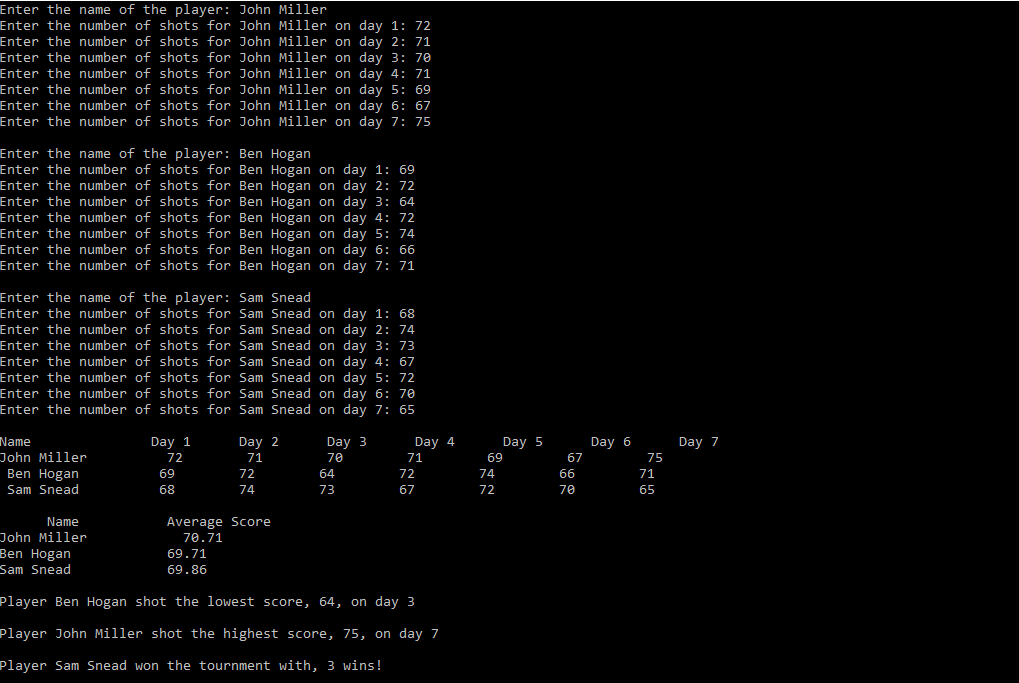 Enter the name of the player: John Miller
Enter the number of shots for John Miller on day 1: 72
Enter the number of shots for John Miller on day 2: 71
Enter the number of shots for John Miller on day 3: 70
Enter the number of shots for John Miller on day 4: 71
Enter the number of shots for John Miller on day 5: 69
Enter the number of shots for John Miller on day 6: 67
Enter the number of shots for John Miller on day 7: 75

Enter the name of the player: Ben Hogan
Enter the number of shots for Ben Hogan on day 1: 69
Enter the number of shots for Ben Hogan on day 2: 72
Enter the number of shots for Ben Hogan on day 3: 64
Enter the number of shots for Ben Hogan on day 4: 72
Enter the number of shots for Ben Hogan on day 5: 74
Enter the number of shots for Ben Hogan on day 6: 66
Enter the number of shots for Ben Hogan on day 7: 71

Enter the name of the player: Sam Snead
Enter the number of shots for Sam Snead on day 1: 68
Enter the number of shots for Sam Snead on day 2: 74
Enter the number of shots for Sam Snead on day 3: 73
Enter the number of shots for Sam Snead on day 4: 67
Enter the number of shots for Sam Snead on day 5: 72
Enter the number of shots for Sam Snead on day 6: 70
Enter the number of shots for Sam Snead on day 7: 65

Name               Day 1      Day 2      Day 3      Day 4      Day 5      Day 6      Day 7
John Miller          72        71        70        71        69        67        75
 Ben Hogan          69        72        64        72        74        66        71
 Sam Snead          68        74        73        67        72        70        65

      Name           Average Score
John Miller            70.71
Ben Hogan            69.71
Sam Snead            69.86

Player Ben Hogan shot the lowest score, 64, on day 3

Player John Miller shot the highest score, 75, on day 7

Player Sam Snead won the tournment with, 3 wins!